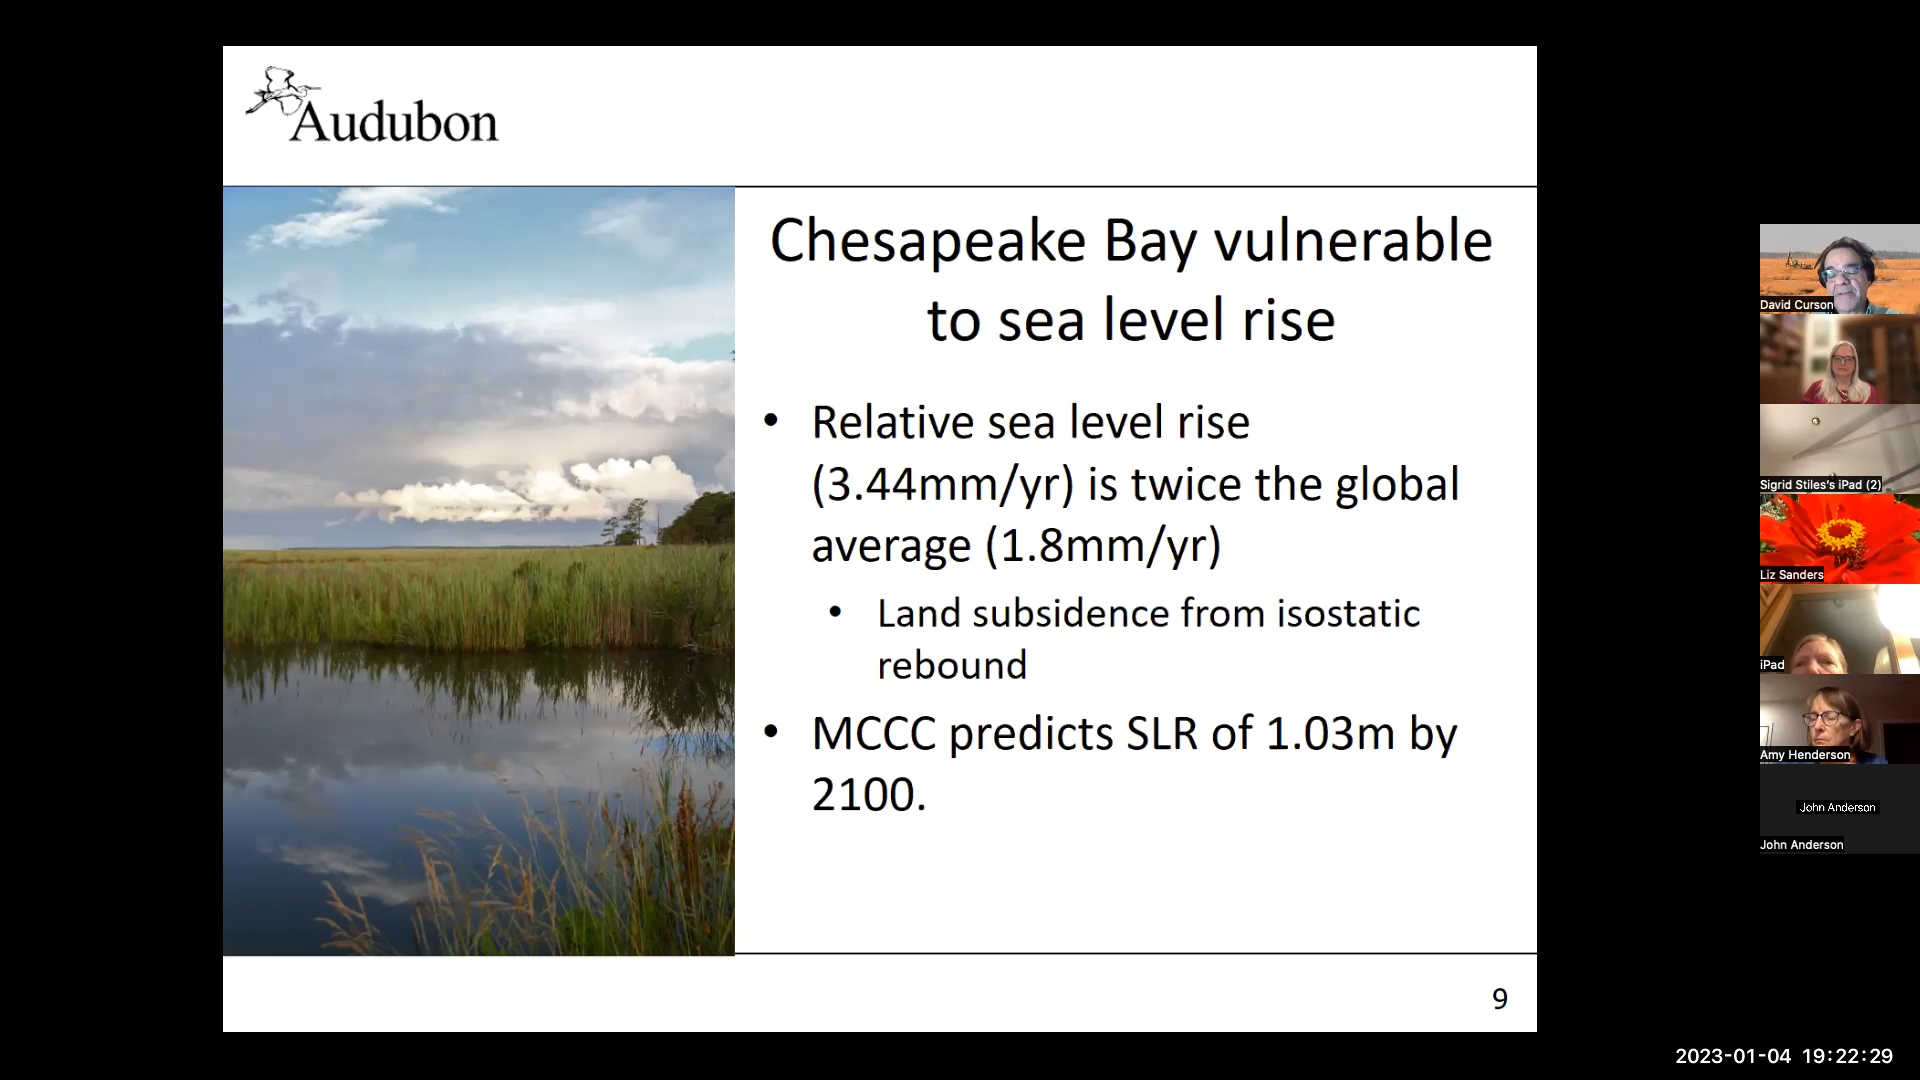 Audubon
Chesapeake Bay vulnerable
to sea level rise
• Relative sea level rise
(3.44mm/yr) is twice the global
average (1.8mm/yr)
• Land subsidence from isostatic
rebound
• MCCC predicts SLR of 1.03m by
2100.
9
David Curson
Sigrid Stiles's iPad (2)
Liz Sanders
iPad
Amy Henderson
John Anderson
John Anderson
2023-01-04 19:22:29